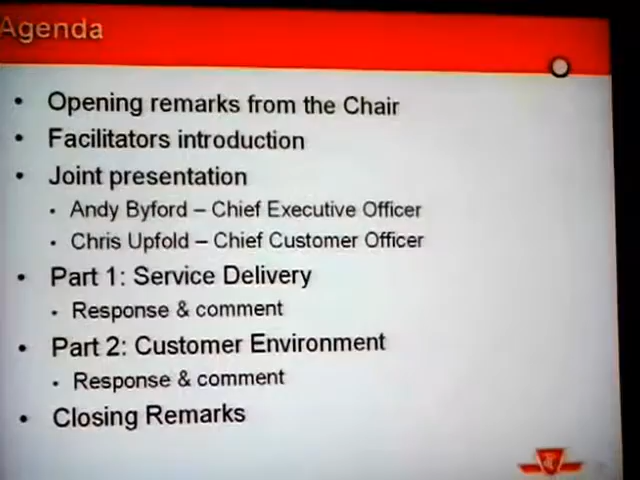 Agenda
• Opening remarks from the Chair
• Facilitators introduction
• Joint presentation
• Andy Byford – Chief Executive Officer
• Chris Upfold – Chief Customer Officer
• Part 1: Service Delivery
• Response & comment
• Part 2: Customer Environment
• Response & comment
• Closing Remarks